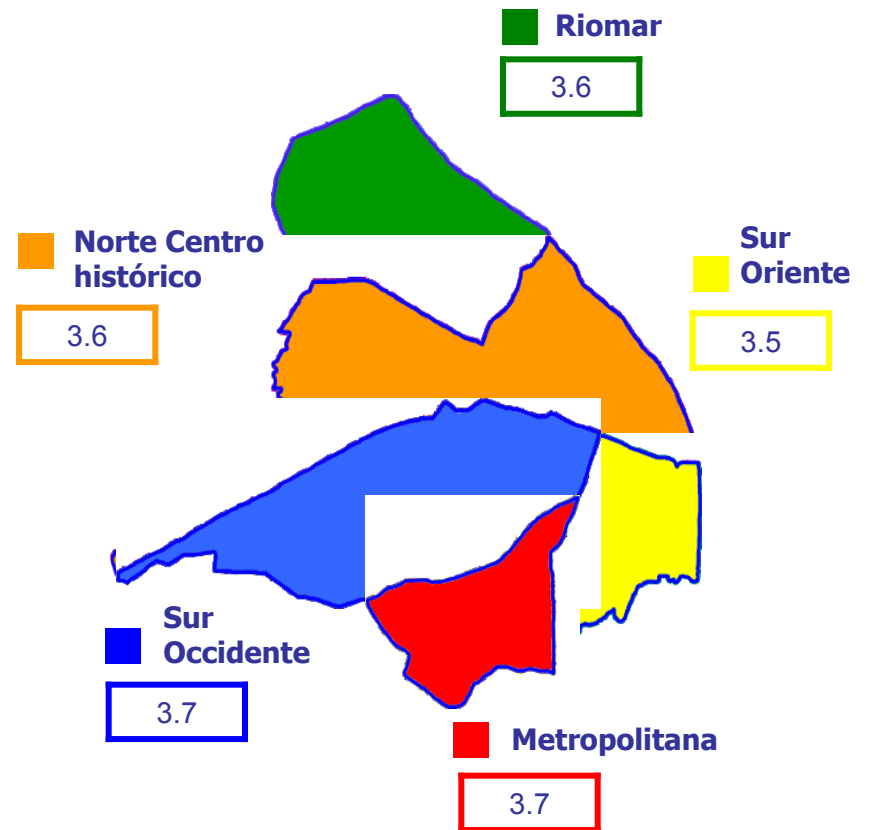 Riomar
3.6
Norte Centro
histórico
3.6
Sur
Oriente
3.5
Sur
Occidente
3.7
Metropolitana
3.7